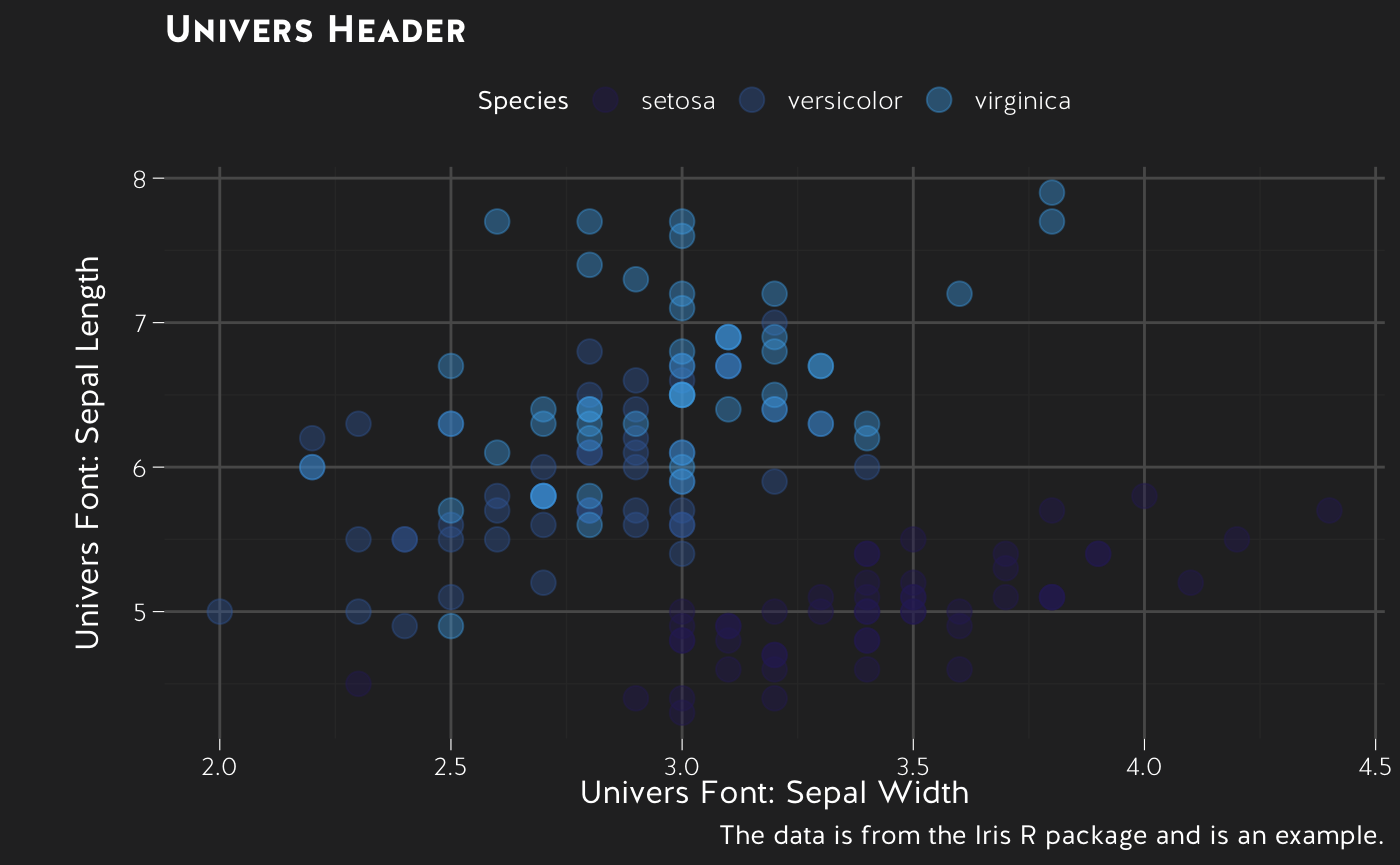 Univers Header
Species setosa versicolor virginica
Univers Font: Sepal Length
8
7
6
5
2.0 2.5 3.0 3.5 4.0 4.5
Univers Font: Sepal Width
The data is from the Iris R package and is an example.